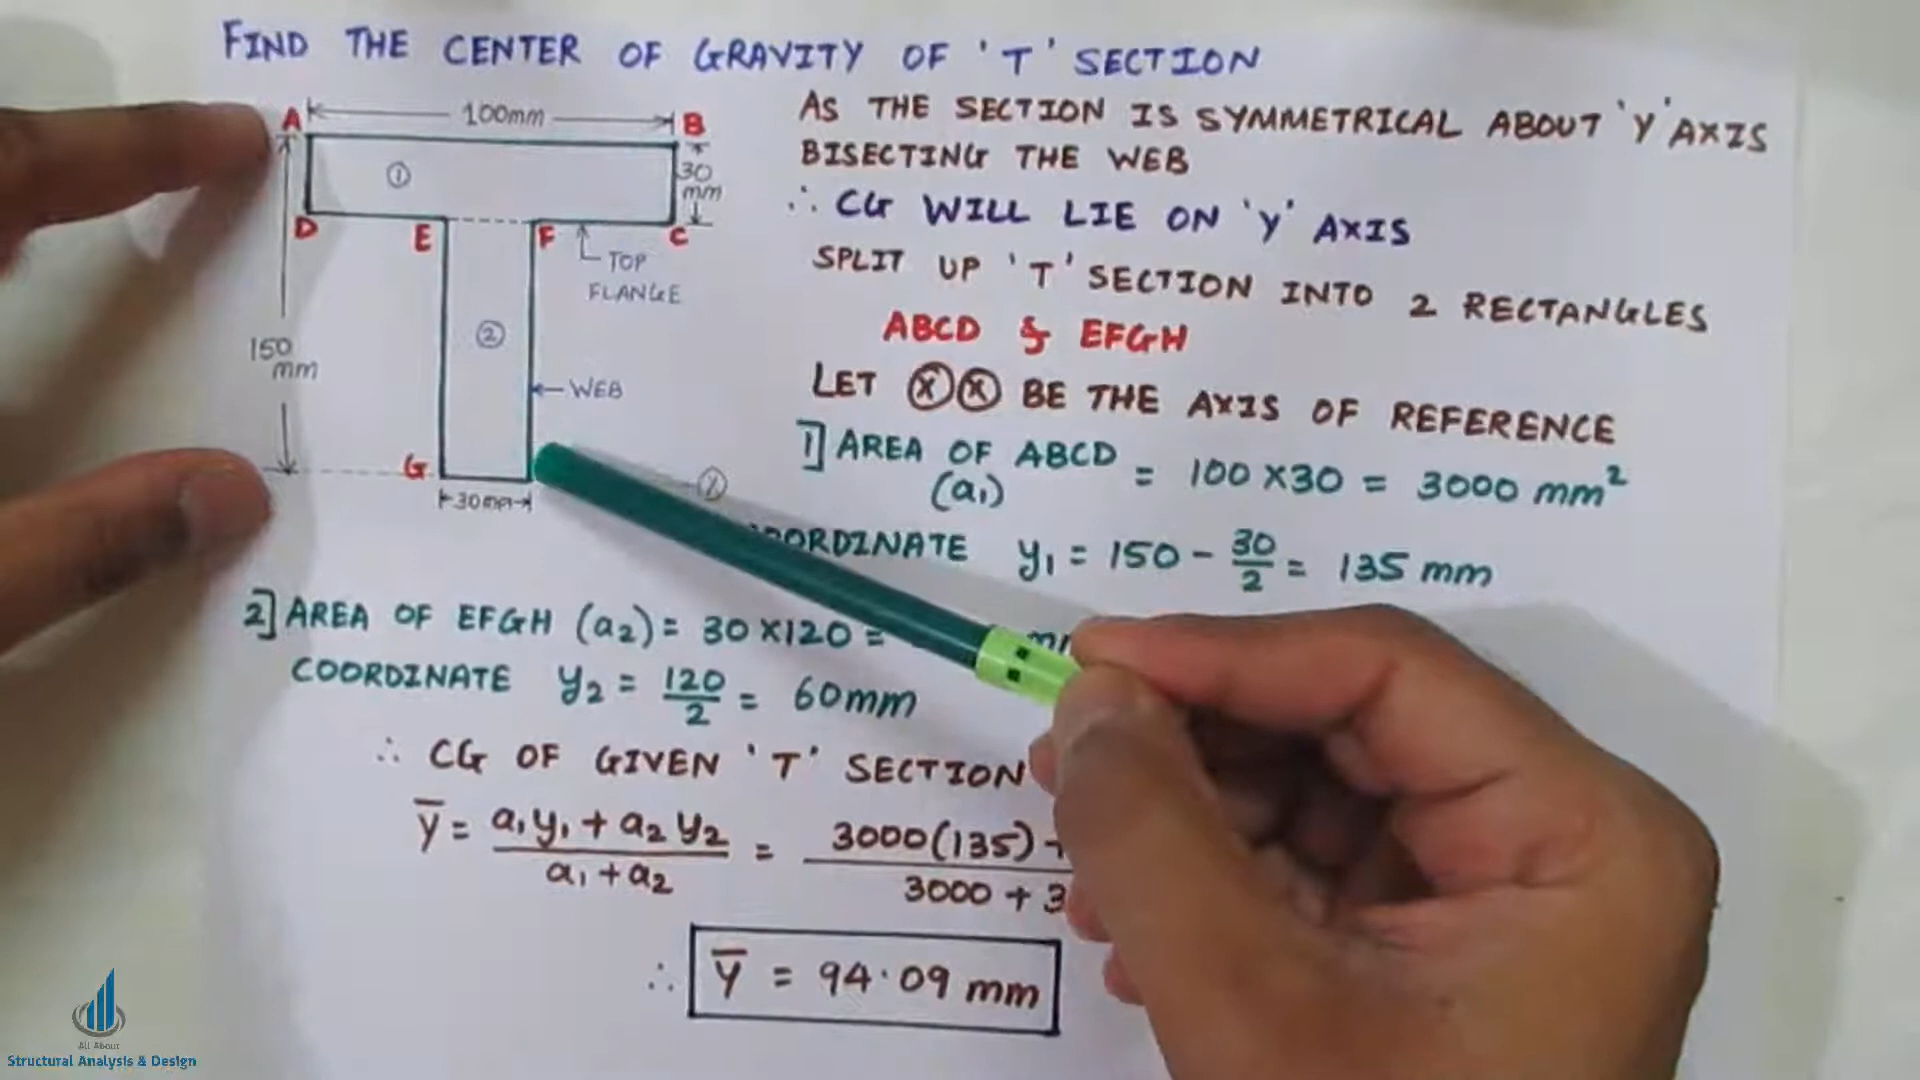 FIND THE CENTER OF GRAVITY OF 'T' SECTION
A
100mm
B
①
30
mm
D
E
F
C
TOP
FLANGE
②
150
mm
WEB
G
30mm
AS THE SECTION IS SYMMETRICAL ABOUT 'Y' AXIS
BISECTING THE WEB
∴ CG WILL LIE ON 'Y' AXIS
SPLIT UP 'T' SECTION INTO 2 RECTANGLES
ABCD & EFGH
LET ⓧⓧ BE THE AXIS OF REFERENCE
1] AREA OF ABCD (a₁) = 100 × 30 = 3000 mm²
y₁ = 150 - 30/2 = 135 mm
2] AREA OF EFGH (a₂) = 30 × 120 =
COORDINATE y₂ = 120/2 = 60mm
∴ CG OF GIVEN 'T' SECTION
ȳ = a₁y₁ + a₂y₂ / a₁ + a₂ = 3000(135) + / 3000 + 3
∴ ȳ = 94.09 mm
All About
Structural Analysis & Design